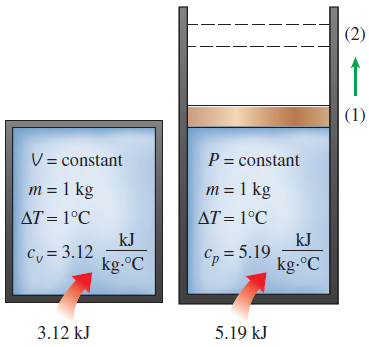 V = constant
m = 1 kg
ΔT = 1°C
c_v = 3.12 kJ / kg·°C
3.12 kJ
(2)
(1)
P = constant
m = 1 kg
ΔT = 1°C
c_p = 5.19 kJ / kg·°C
5.19 kJ